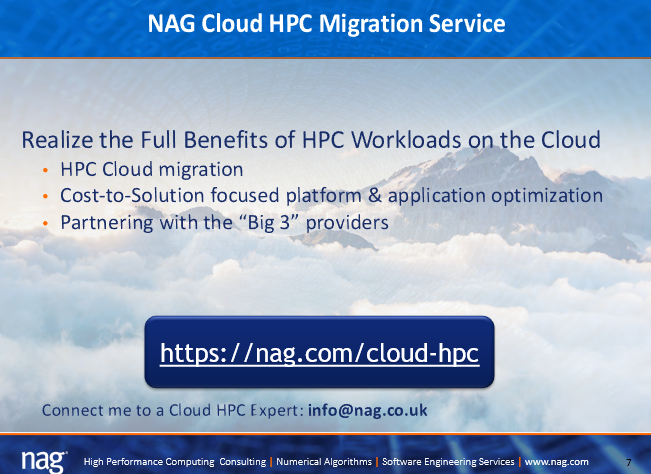 NAG Cloud HPC Migration Service
Realize the Full Benefits of HPC Workloads on the Cloud
• HPC Cloud migration
• Cost-to-Solution focused platform & application optimization
• Partnering with the “Big 3” providers
https://nag.com/cloud-hpc
Connect me to a Cloud HPC Expert: info@nag.co.uk
nag® High Performance Computing Consulting | Numerical Algorithms | Software Engineering Services | www.nag.com 7